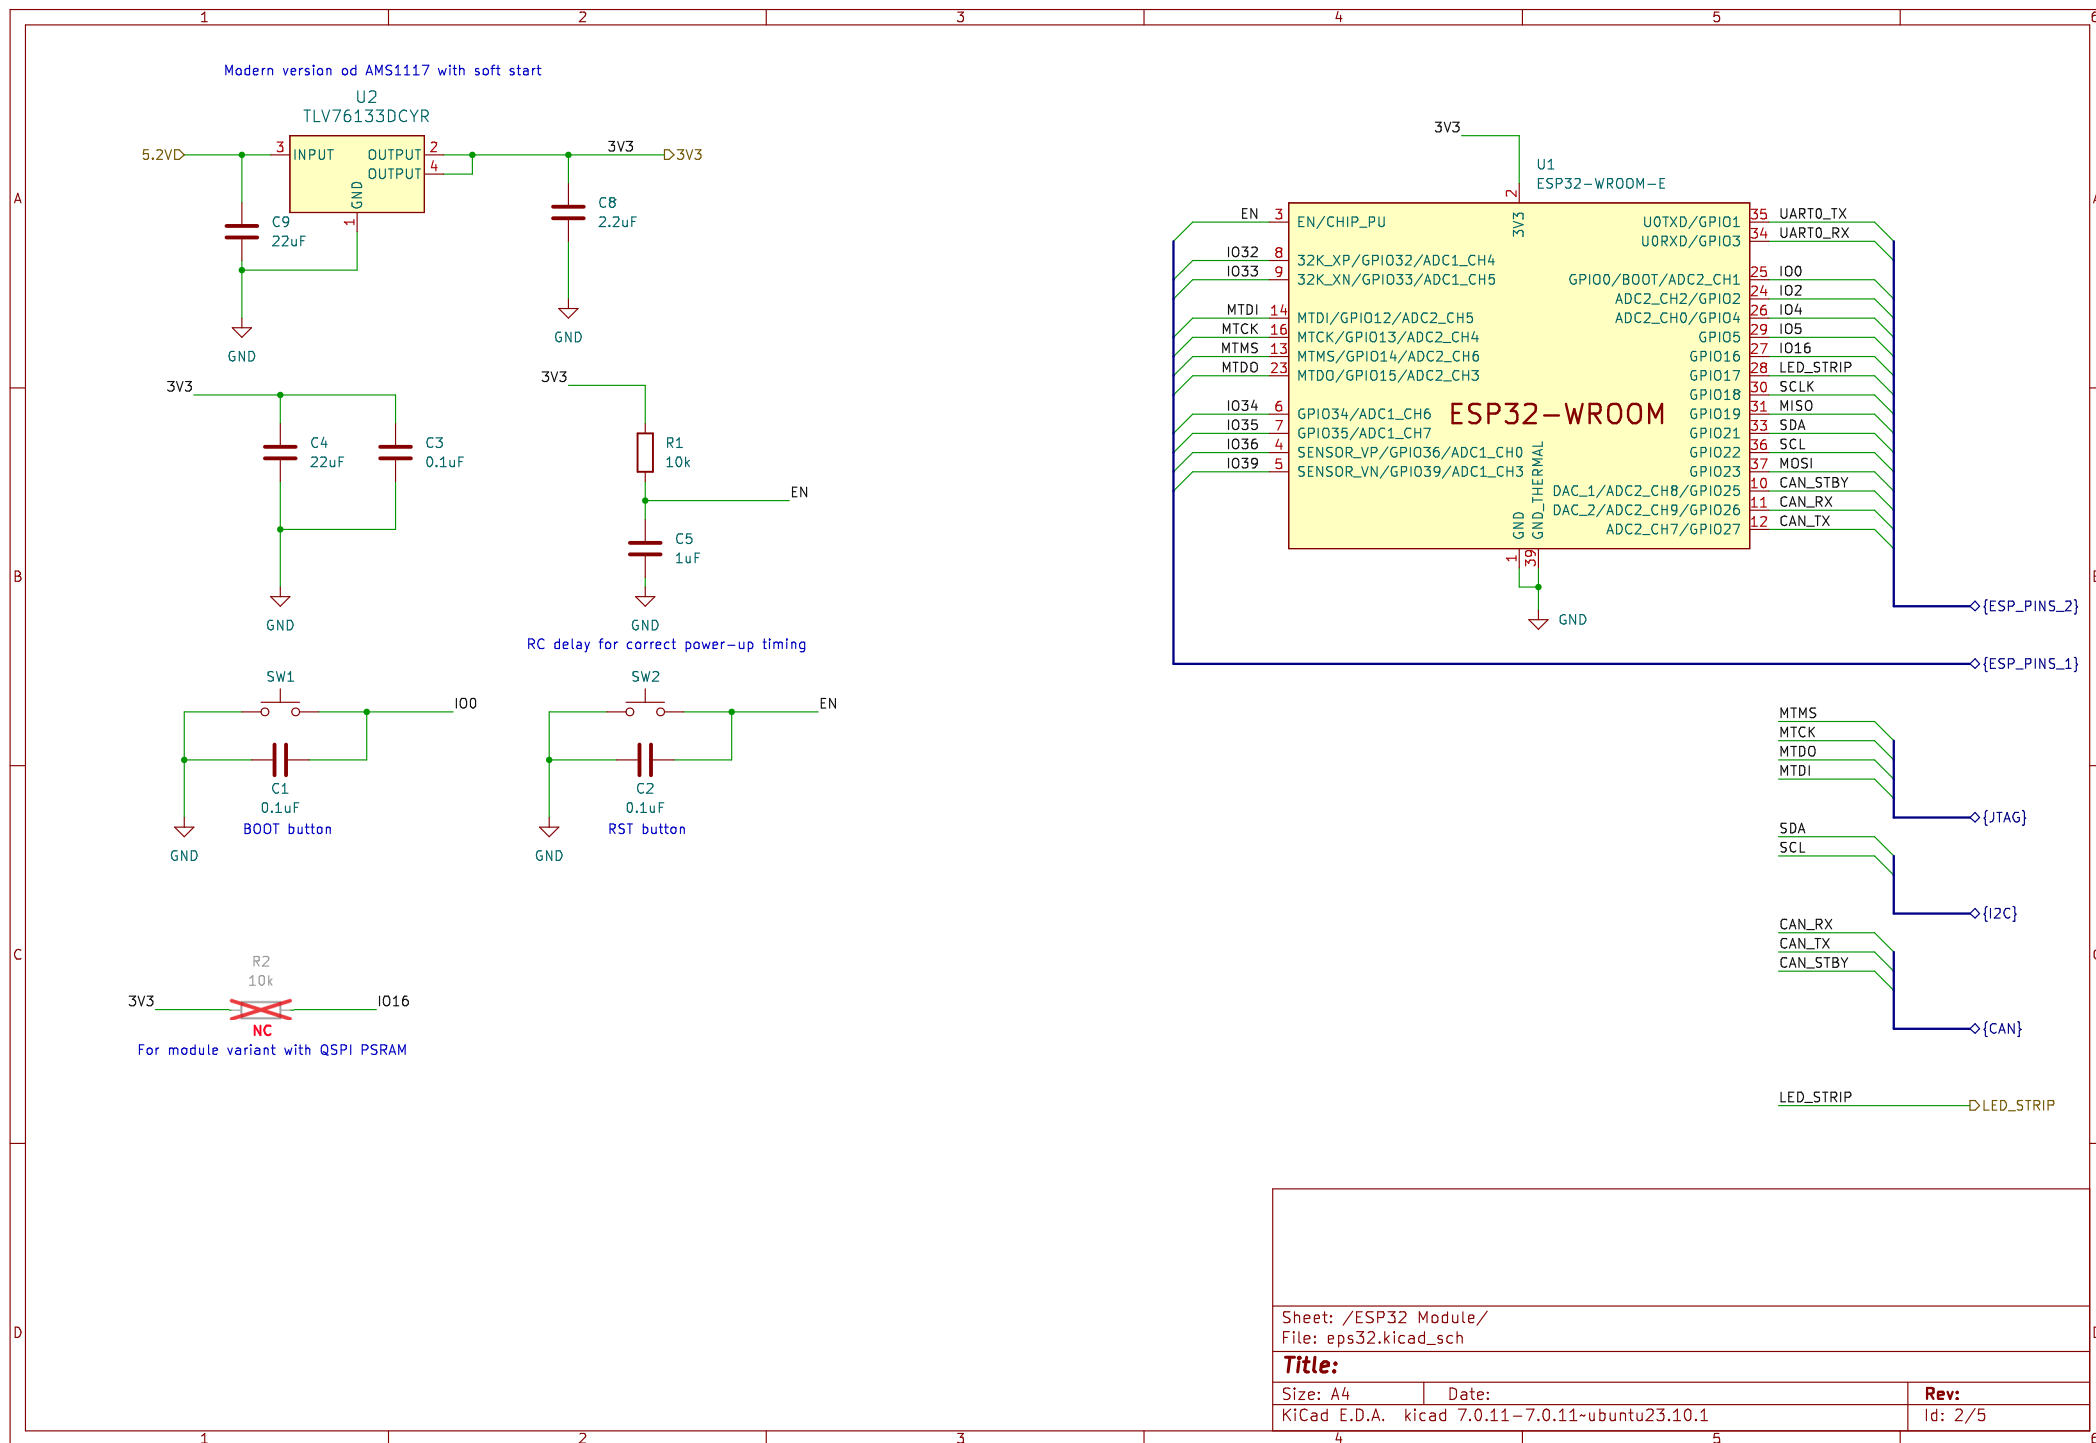 1 2 3 4 5 6
Modern version od AMS1117 with soft start
U2
TLV76133DCYR
5.2V
3 INPUT
OUTPUT 2
OUTPUT 4
GND
1
3V3
3V3
C9
22uF
GND
C8
2.2uF
GND
3V3
C4
22uF
C3
0.1uF
GND
3V3
R1
10k
EN
C5
1uF
GND
RC delay for correct power-up timing
SW1
IO0
C1
0.1uF
BOOT button
GND
SW2
EN
C2
0.1uF
RST button
GND
R2
10k
3V3
IO16
NC
For module variant with QSPI PSRAM
3V3
U1
ESP32-WROOM-E
2
3V3
EN 3 EN/CHIP_PU
IO32 8 32K_XP/GPIO32/ADC1_CH4
IO33 9 32K_XN/GPIO33/ADC1_CH5
MTDI 14 MTDI/GPIO12/ADC2_CH5
MTCK 16 MTCK/GPIO13/ADC2_CH4
MTMS 13 MTMS/GPIO14/ADC2_CH6
MTDO 23 MTDO/GPIO15/ADC2_CH3
IO34 6 GPIO34/ADC1_CH6
IO35 7 GPIO35/ADC1_CH7
IO36 4 SENSOR_VP/GPIO36/ADC1_CH0
IO39 5 SENSOR_VN/GPIO39/ADC1_CH3
ESP32-WROOM
U0TXD/GPIO1 35 UART0_TX
U0RXD/GPIO3 34 UART0_RX
GPIO0/BOOT/ADC2_CH1 25 IO0
ADC2_CH2/GPIO2 24 IO2
ADC2_CH0/GPIO4 26 IO4
GPIO5 29 IO5
GPIO16 27 IO16
GPIO17 28 LED_STRIP
GPIO18 30 SCLK
GPIO19 31 MISO
GPIO21 33 SDA
GPIO22 36 SCL
GPIO23 37 MOSI
DAC_1/ADC2_CH8/GPIO25 10 CAN_STBY
DAC_2/ADC2_CH9/GPIO26 11 CAN_RX
ADC2_CH7/GPIO27 12 CAN_TX
GND
GND_THERMAL
1
39
GND
{ESP_PINS_2}
{ESP_PINS_1}
MTMS
MTCK
MTDO
MTDI
{JTAG}
SDA
SCL
{I2C}
CAN_RX
CAN_TX
CAN_STBY
{CAN}
LED_STRIP
LED_STRIP
A
B
C
D
Sheet: /ESP32 Module/
File: eps32.kicad_sch
Title:
Size: A4 Date: Rev:
KiCad E.D.A. kicad 7.0.11-7.0.11~ubuntu23.10.1 Id: 2/5
1 2 3 4 5 6